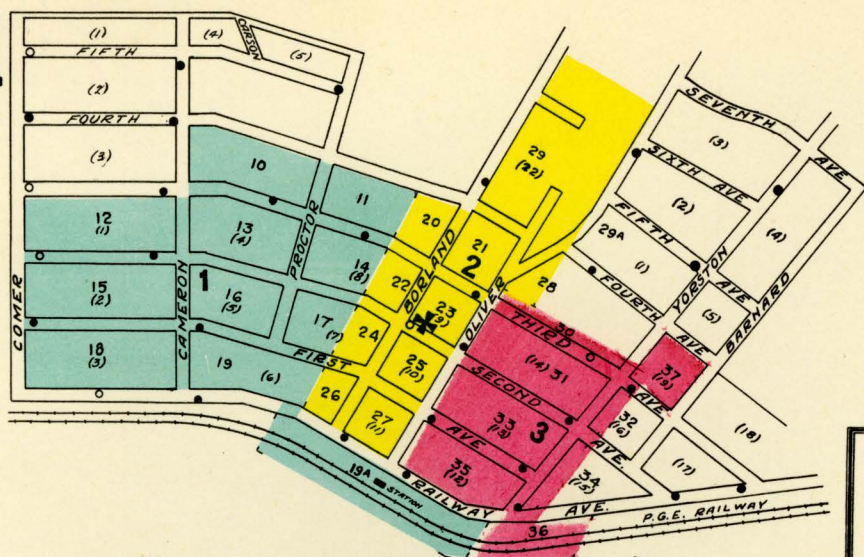 (1)
(4)
CARSON
(5)
FIFTH
(2)
FOURTH
(3)
SEVENTH AVE
(3)
SIXTH AVE
(2)
(4)
FIFTH AVE
29A
(1)
FOURTH AVE
YORSTON
BARNARD
(5)
10
11
12
(1)
13
(4)
14
(8)
15
(2)
16
(5)
17
(7)
18
(3)
19
(6)
1
COMER
CAMERON
PROCTOR
FIRST
20
BORLAND
21
2
22
23
(9)
24
25
(10)
26
27
(11)
28
29
(22)
OLIVER
30
THIRD AVE
(14) 31
37
(19)
SECOND AVE.
32
(16)
33
(13)
3
AVE
34
(15)
35
(12)
(17)
(18)
19A
STATION
RAILWAY AVE.
P.G.E. RAILWAY
36